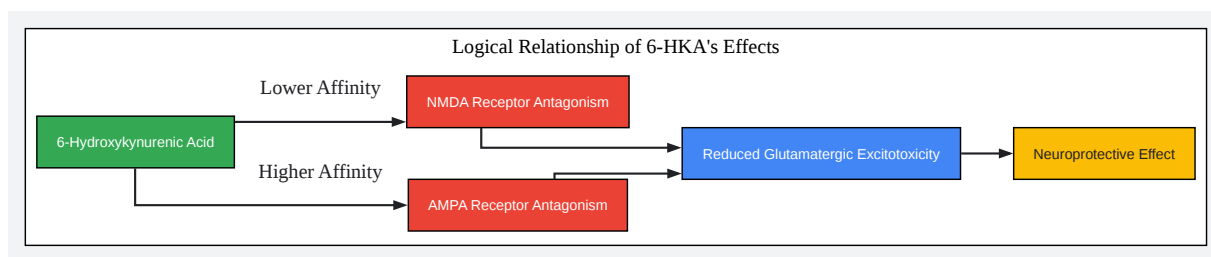 Logical Relationship of 6-HKA's Effects
Lower Affinity
NMDA Receptor Antagonism
6-Hydroxykynurenic Acid
Reduced Glutamatergic Excitotoxicity
Neuroprotective Effect
Higher Affinity
AMPA Receptor Antagonism